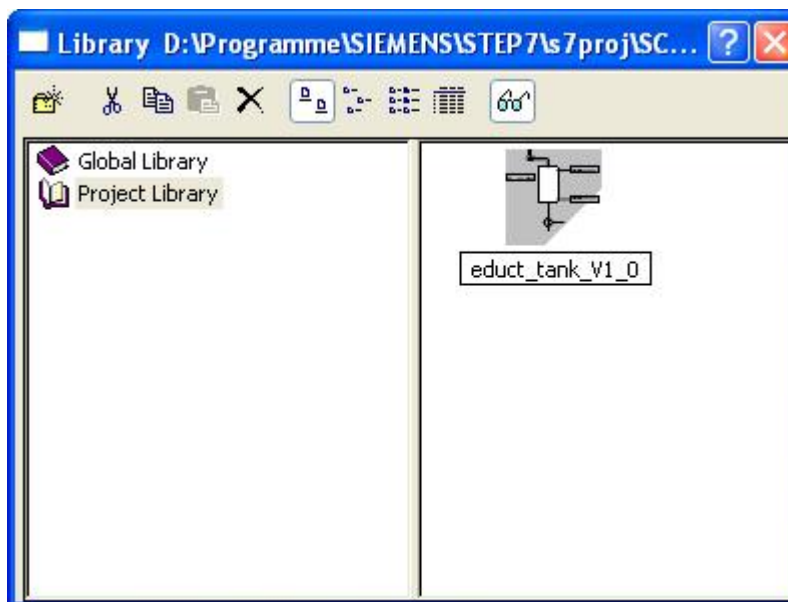 Library D:\Programme\SIEMENS\STEP7\s7proj\SC...
Global Library
Project Library
educt_tank_V1_0